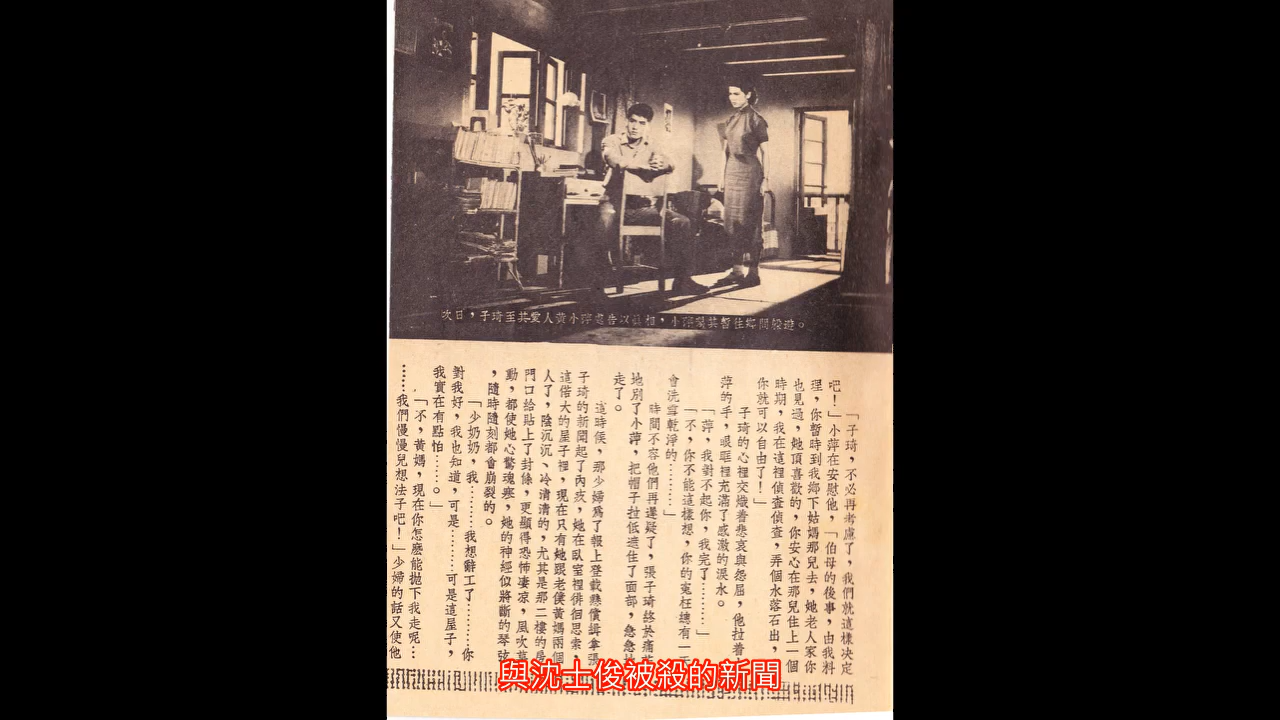 次日，子琦至其愛人黃小萍處告以真相，小萍囑其暫往鄉間躲避。
「子琦，不必再考慮了，我們就這樣決定
吧！」小萍在安慰他，「伯母的後事，由我料
理，你暫時到我鄉下姑媽那兒去，她老人家你
也見過，她頂喜歡的，你安心在那兒住上一個
時期，我在這裡偵查偵查，弄個水落石出，
你就可以自由了！」
子琦的心裡交熾着悲哀與怨屈，他拉着
萍的手，眼眶裡充滿了感激的淚水。
「萍，我對不起你，我完了………」
「不，你不能這樣想，你的寃枉總有一天
會洗雪乾淨的………」
時間不容他們再遲疑了，張子琦終於痛苦
地別了小萍，把帽子拉低遮住了面部，急急地
走了。
這時候，那少婦爲了報上登載懸償緝拿張
子琦的新聞起了內疚，她在臥室裡徘徊思索，
這偌大的屋子裡，現在只有她跟老僕黃媽兩個
人了，陰沉沉、冷清清的，尤其是那二樓的房
門口給貼上了封條，更顯得恐怖凄凉，風吹草
動，都使她心驚魂寒，她的神經似將斷的琴弦
，隨時隨刻都會崩裂的。
「少奶奶，我………我想辭工了………你
對我好，我也知道，可是………可是這屋子，
我實在有點怕……。」
「不，黃媽，現在你怎麽能拋下我走呢…
……我們慢慢兒想法子吧！」少婦的話又使他
與沈士俊被殺的新聞